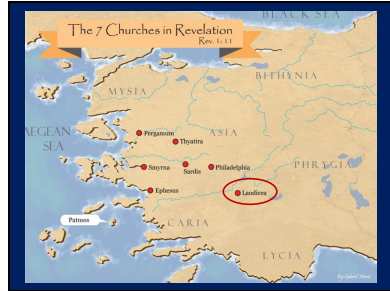 BLACK SEA
The 7 Churches in Revelation
Rev. 1:11
BITHYNIA
MYSIA
AEGEAN
SEA
Pergamum
ASIA
Thyatira
Smyrna
Sardis
Philadelphia
PHRYGIA
Ephesus
Laodicea
Patmos
CARIA
LYCIA